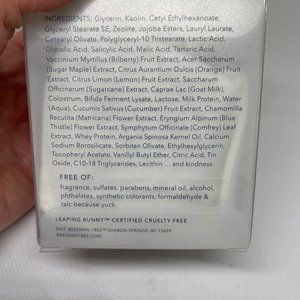 INGREDIENTS: Glycerin, Kaolin, Cetyl Ethylhexanoate,
Glyceryl Stearate SE, Zeolite, Jojoba Esters, Lauryl Laurate,
Cetearyl Olivate, Polyglyceryl-10 Tristearate, Lactic Acid,
Glycolic Acid, Salicylic Acid, Malic Acid, Tartaric Acid,
Vaccinium Myrtillus (Bilberry) Fruit Extract, Acer Saccharum
(Sugar Maple) Extract, Citrus Aurantium Dulcis (Orange) Fruit
Extract, Citrus Limon (Lemon) Fruit Extract, Saccharum
Officinarum (Sugarcane) Extract, Caprae Lac (Goat Milk),
Colostrum, Bifida Ferment Lysate, Lactose, Milk Protein, Water
(Aqua), Cucumis Sativus (Cucumber) Fruit Extract, Chamomilla
Recutita (Matricaria) Flower Extract, Eryngium Alpinum (Blue
Thistle) Flower Extract, Symphytum Officinale (Comfrey) Leaf
Extract, Whey Protein, Argania Spinosa Kernel Oil, Calcium
Sodium Borosilicate, Sorbitan Olivate, Ethylhexylglycerin,
Tocopheryl Acetate, Vanillyl Butyl Ether, Citric Acid, Tin
Oxide, C10-18 Triglycerides, Lecithin ... and kindness.
FREE OF:
fragrance, sulfates, parabens, mineral oil, alcohol,
phthalates, synthetic colorants, formaldehyde &
talc because yuck.
LEAPING BUNNY™ CERTIFIED CRUELTY FREE
DIST. BEEKMAN 1802™ SHARON SPRINGS, NY 13459
BEEKMAN1802.COM